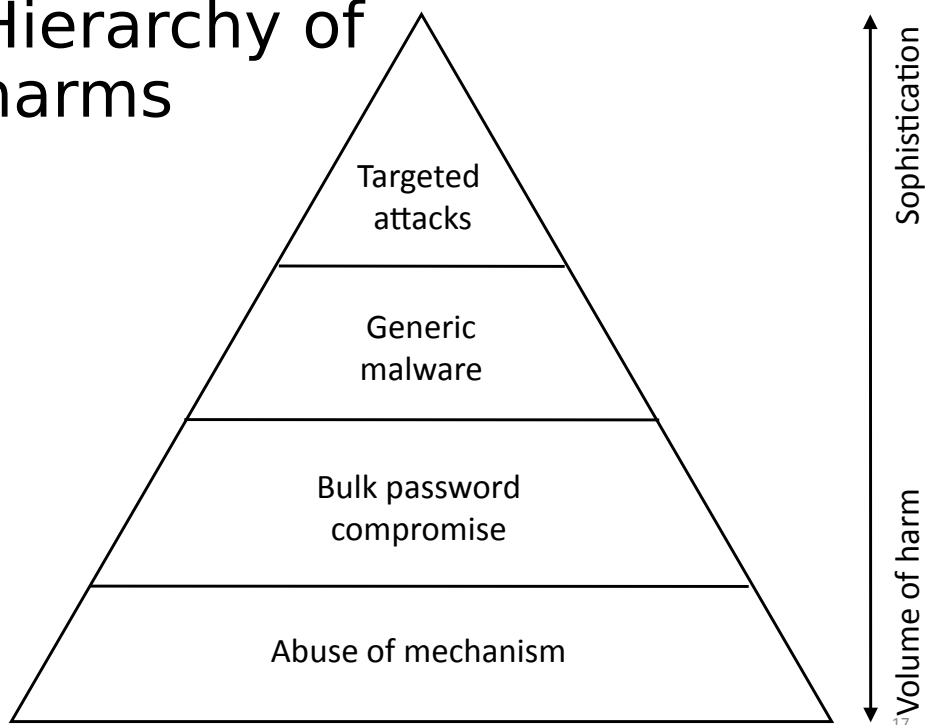 Hierarchy of
harms
Targeted
attacks
Generic
malware
Bulk password
compromise
Abuse of mechanism
Sophistication
Volume of harm
17